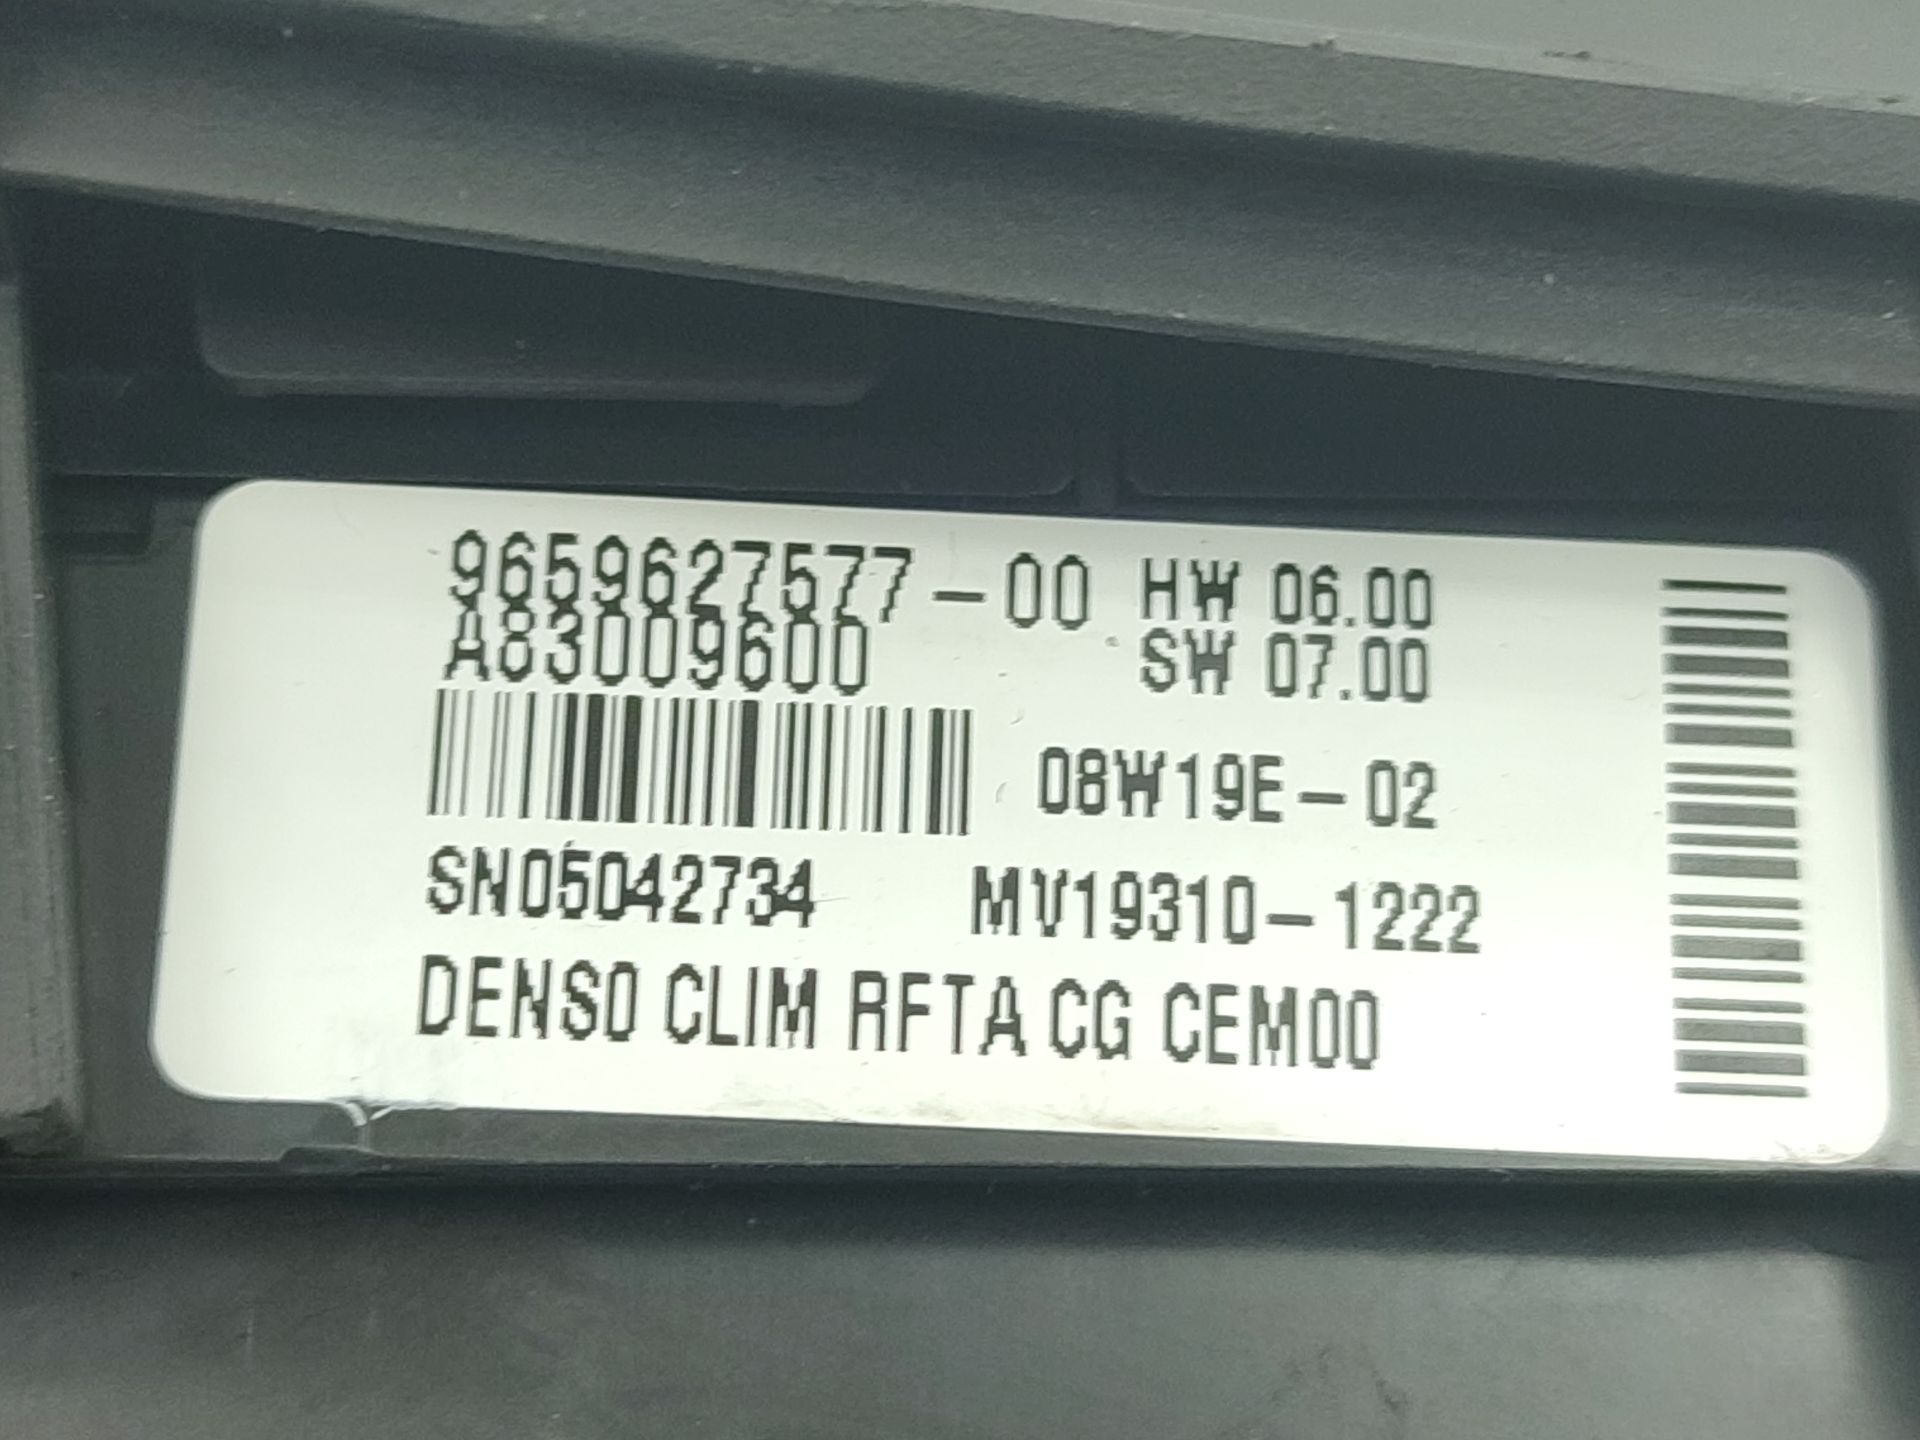 9659627577-00 HW 06.00
A83009600 SW 07.00
08W19E-02
SN05042734 MV19310-1222
DENSO CLIM RFTA CG CEM00